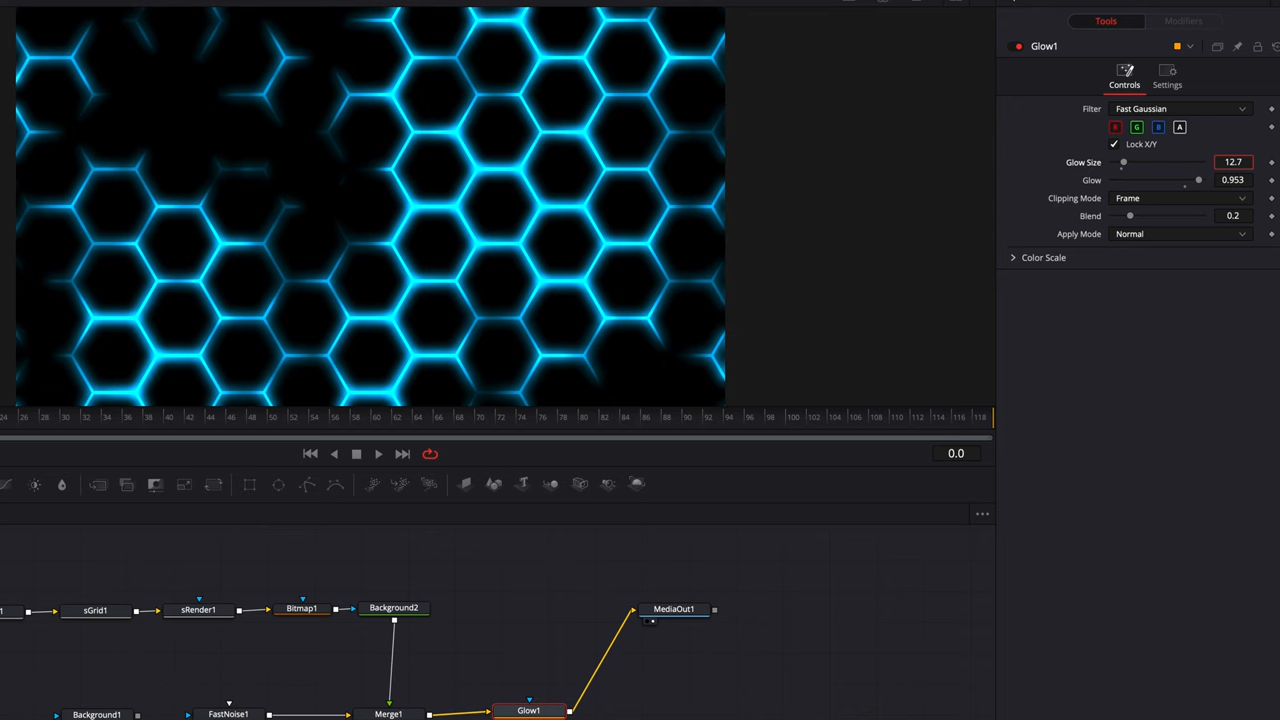 Tools Modifiers
Glow1
Controls Settings
Filter Fast Gaussian
R G B A
Lock X/Y
Glow Size 12.7
Glow 0.953
Clipping Mode Frame
Blend 0.2
Apply Mode Normal
Color Scale
24 26 28 30 32 34 36 38 40 42 44 46 48 50 52 54 56 58 60 62 64 66 68 70 72 74 76 78 80 82 84 86 88 90 92 94 96 98 100 102 104 106 108 110 112 114 116 118
0.0
1 sGrid1 sRender1 Bitmap1 Background2 MediaOut1
Background1 FastNoise1 Merge1 Glow1